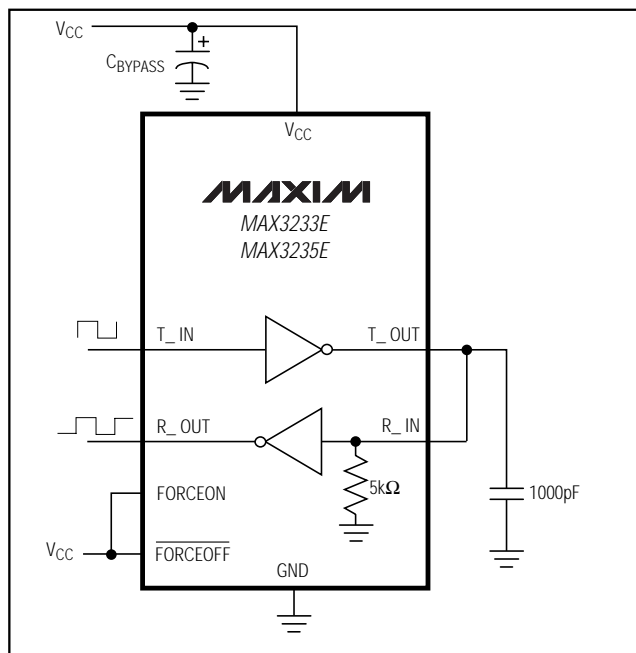 VCC
+
CBYPASS
VCC
MAXIM
MAX3233E
MAX3235E
T_ IN
T_ OUT
R_ OUT
R_ IN
5kΩ
1000pF
FORCEON
VCC
FORCEOFF
GND